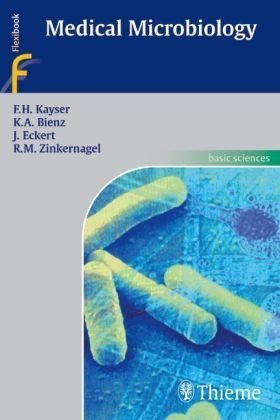 Flexibook
Medical Microbiology
F.H. Kayser
K.A. Bienz
J. Eckert
R.M. Zinkernagel
basic sciences
Thieme